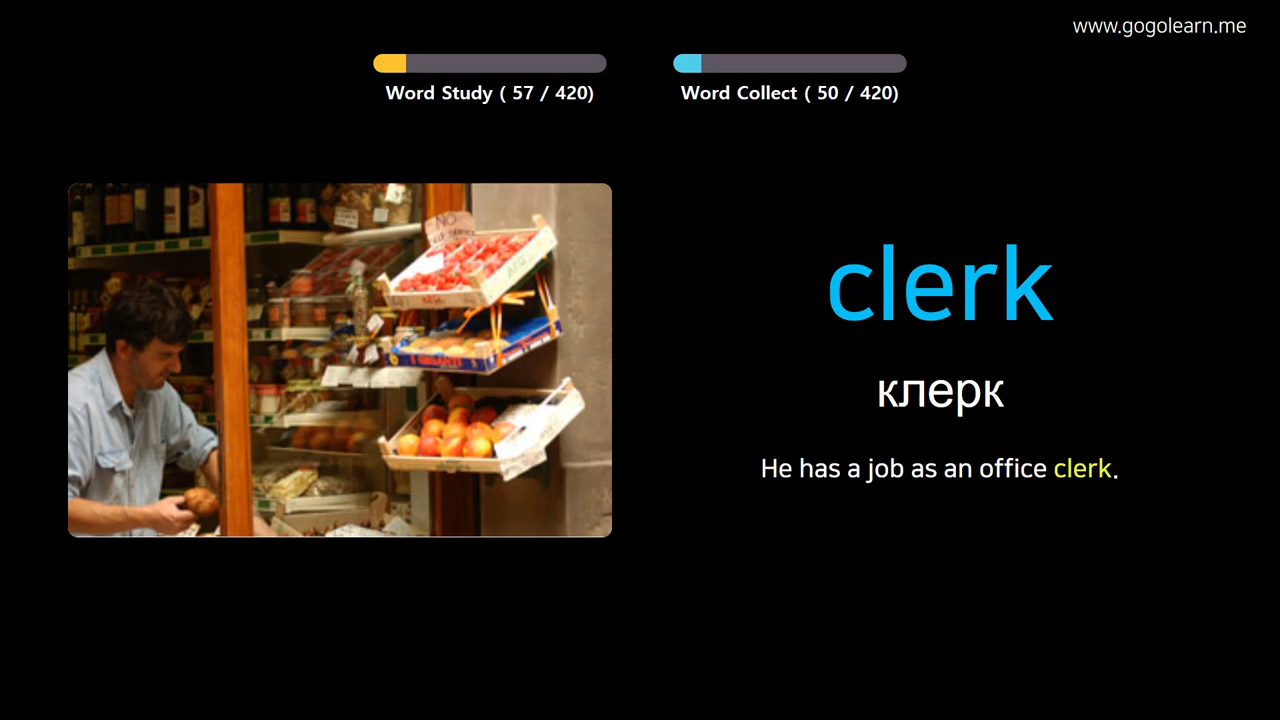 www.gogolearn.me
Word Study ( 57 / 420)
Word Collect ( 50 / 420)
NO
clerk
клерк
He has a job as an office clerk.